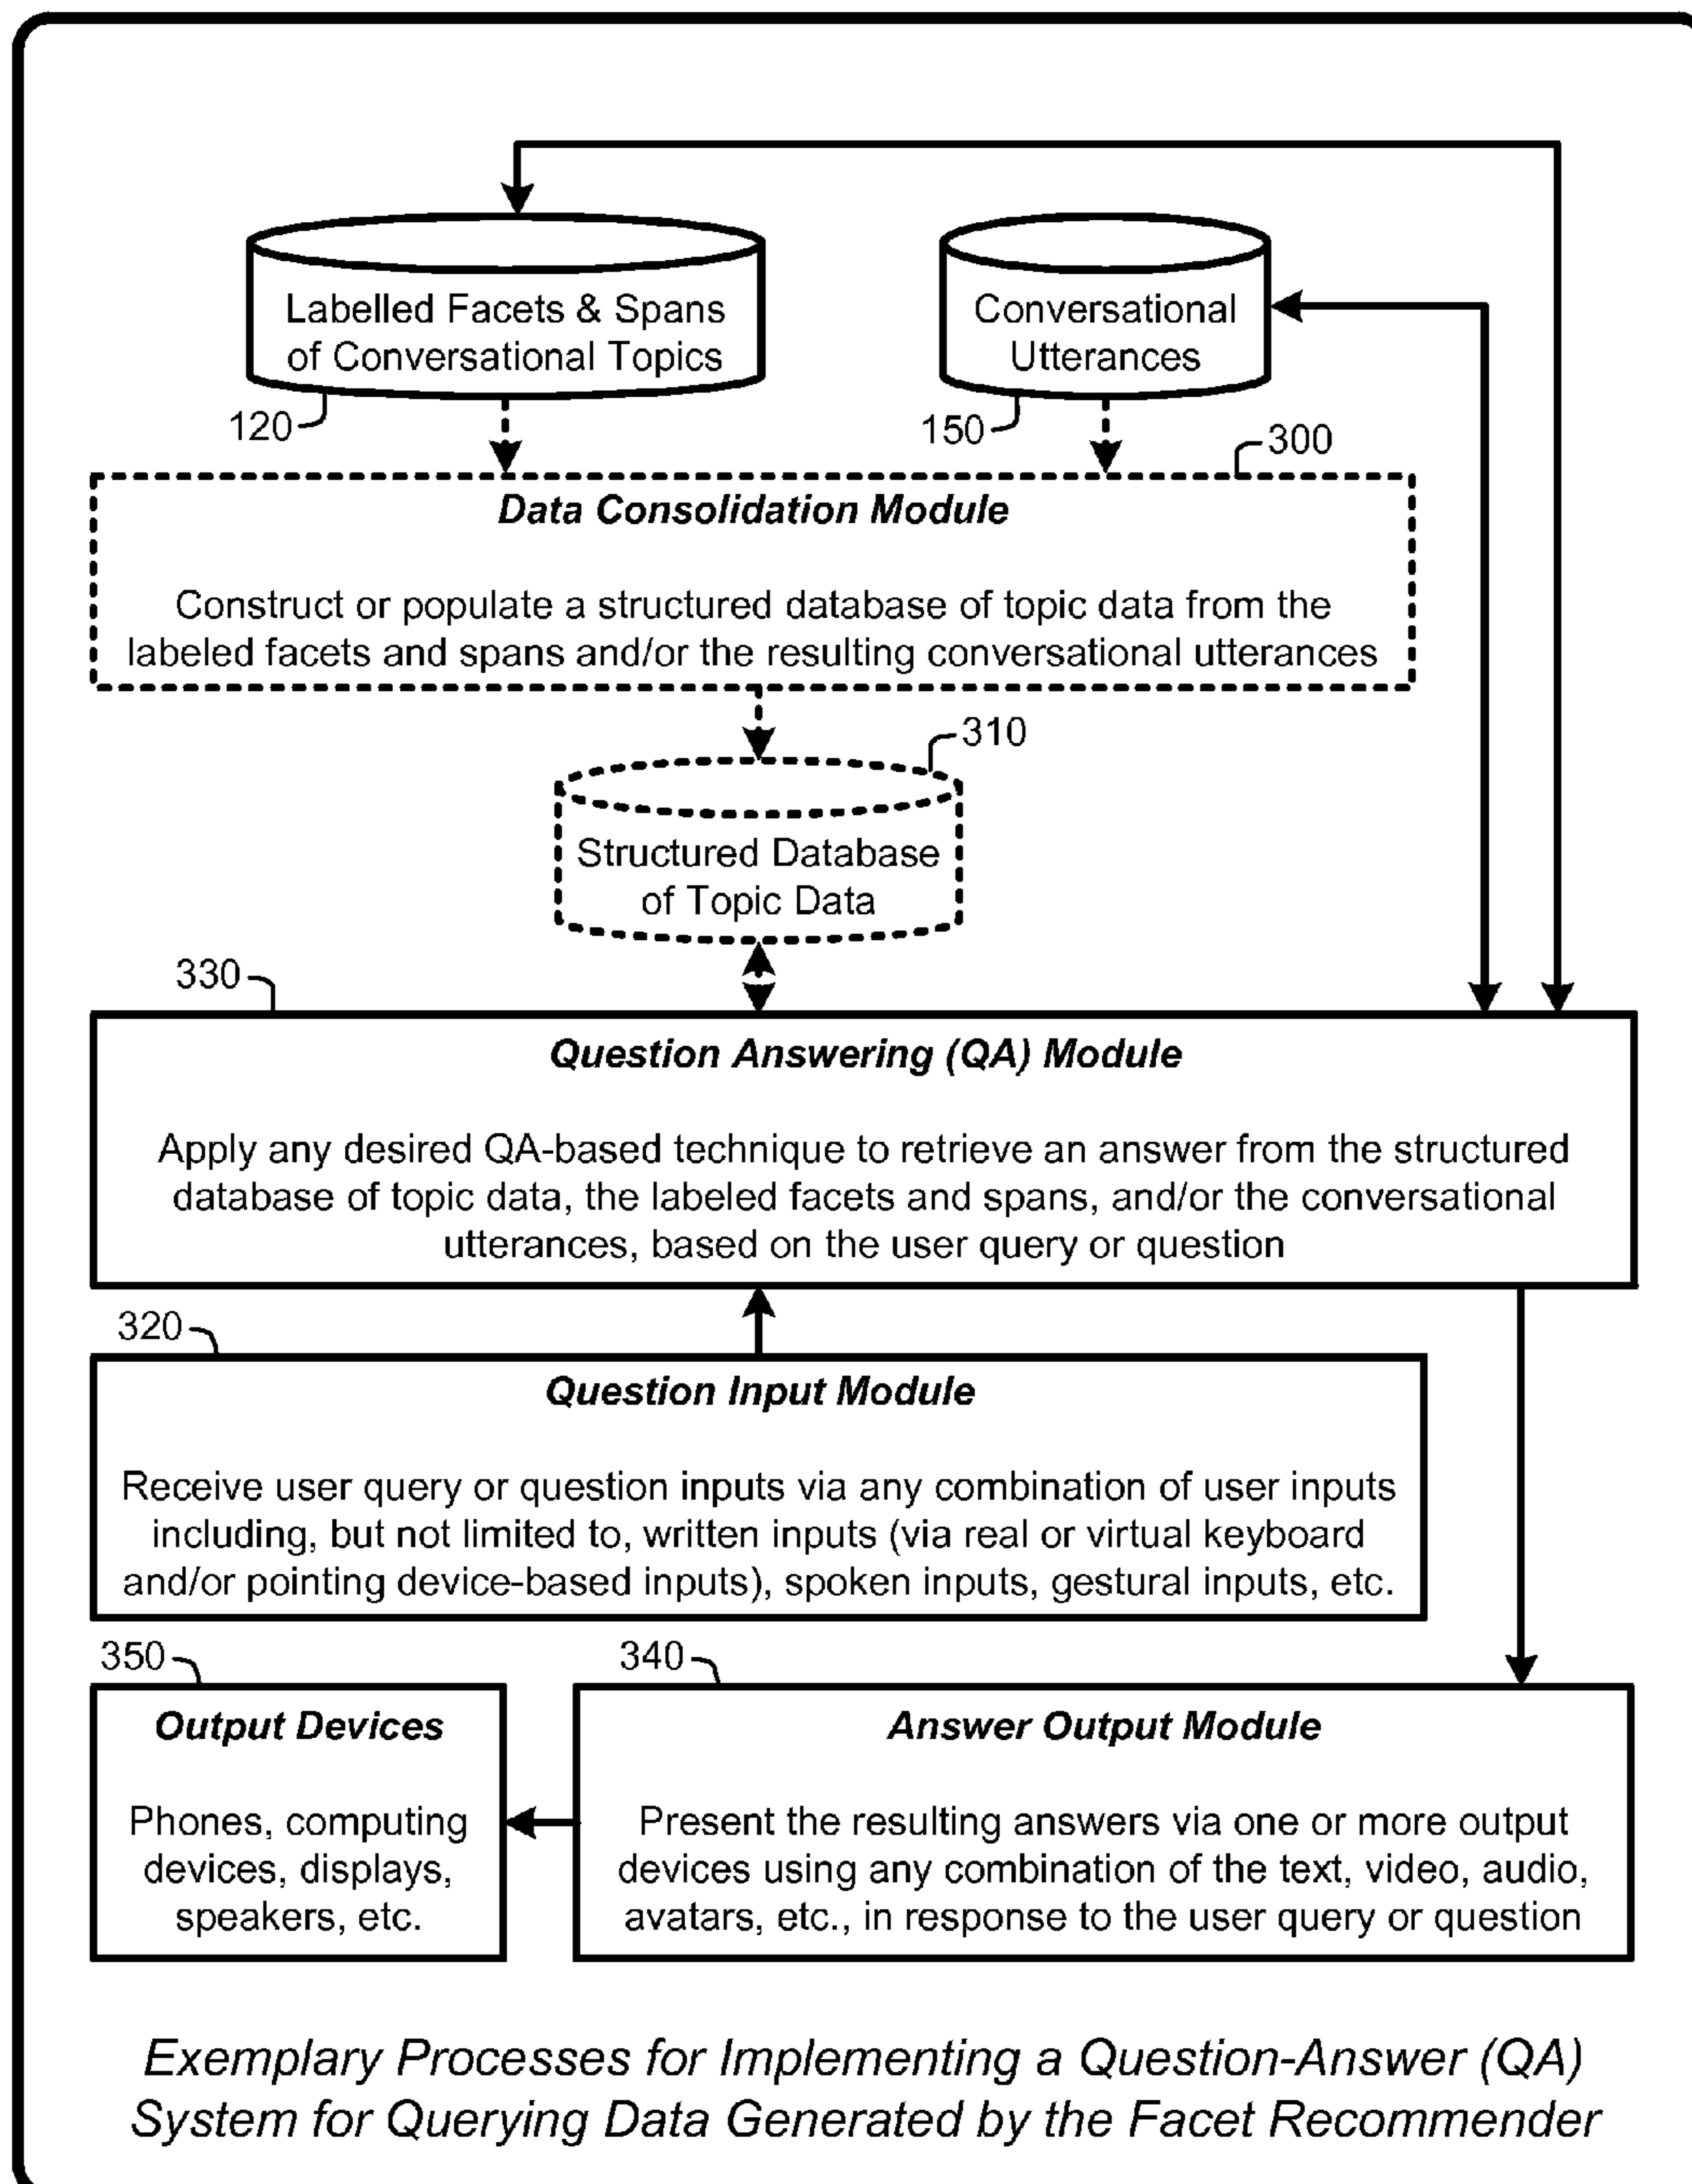 Labelled Facets & Spans
of Conversational Topics
120
Conversational
Utterances
150
300
Data Consolidation Module
Construct or populate a structured database of topic data from the
labeled facets and spans and/or the resulting conversational utterances
310
Structured Database
of Topic Data
330
Question Answering (QA) Module
Apply any desired QA-based technique to retrieve an answer from the structured
database of topic data, the labeled facets and spans, and/or the conversational
utterances, based on the user query or question
320
Question Input Module
Receive user query or question inputs via any combination of user inputs
including, but not limited to, written inputs (via real or virtual keyboard
and/or pointing device-based inputs), spoken inputs, gestural inputs, etc.
350
Output Devices
Phones, computing
devices, displays,
speakers, etc.
340
Answer Output Module
Present the resulting answers via one or more output
devices using any combination of the text, video, audio,
avatars, etc., in response to the user query or question
Exemplary Processes for Implementing a Question-Answer (QA)
System for Querying Data Generated by the Facet Recommender